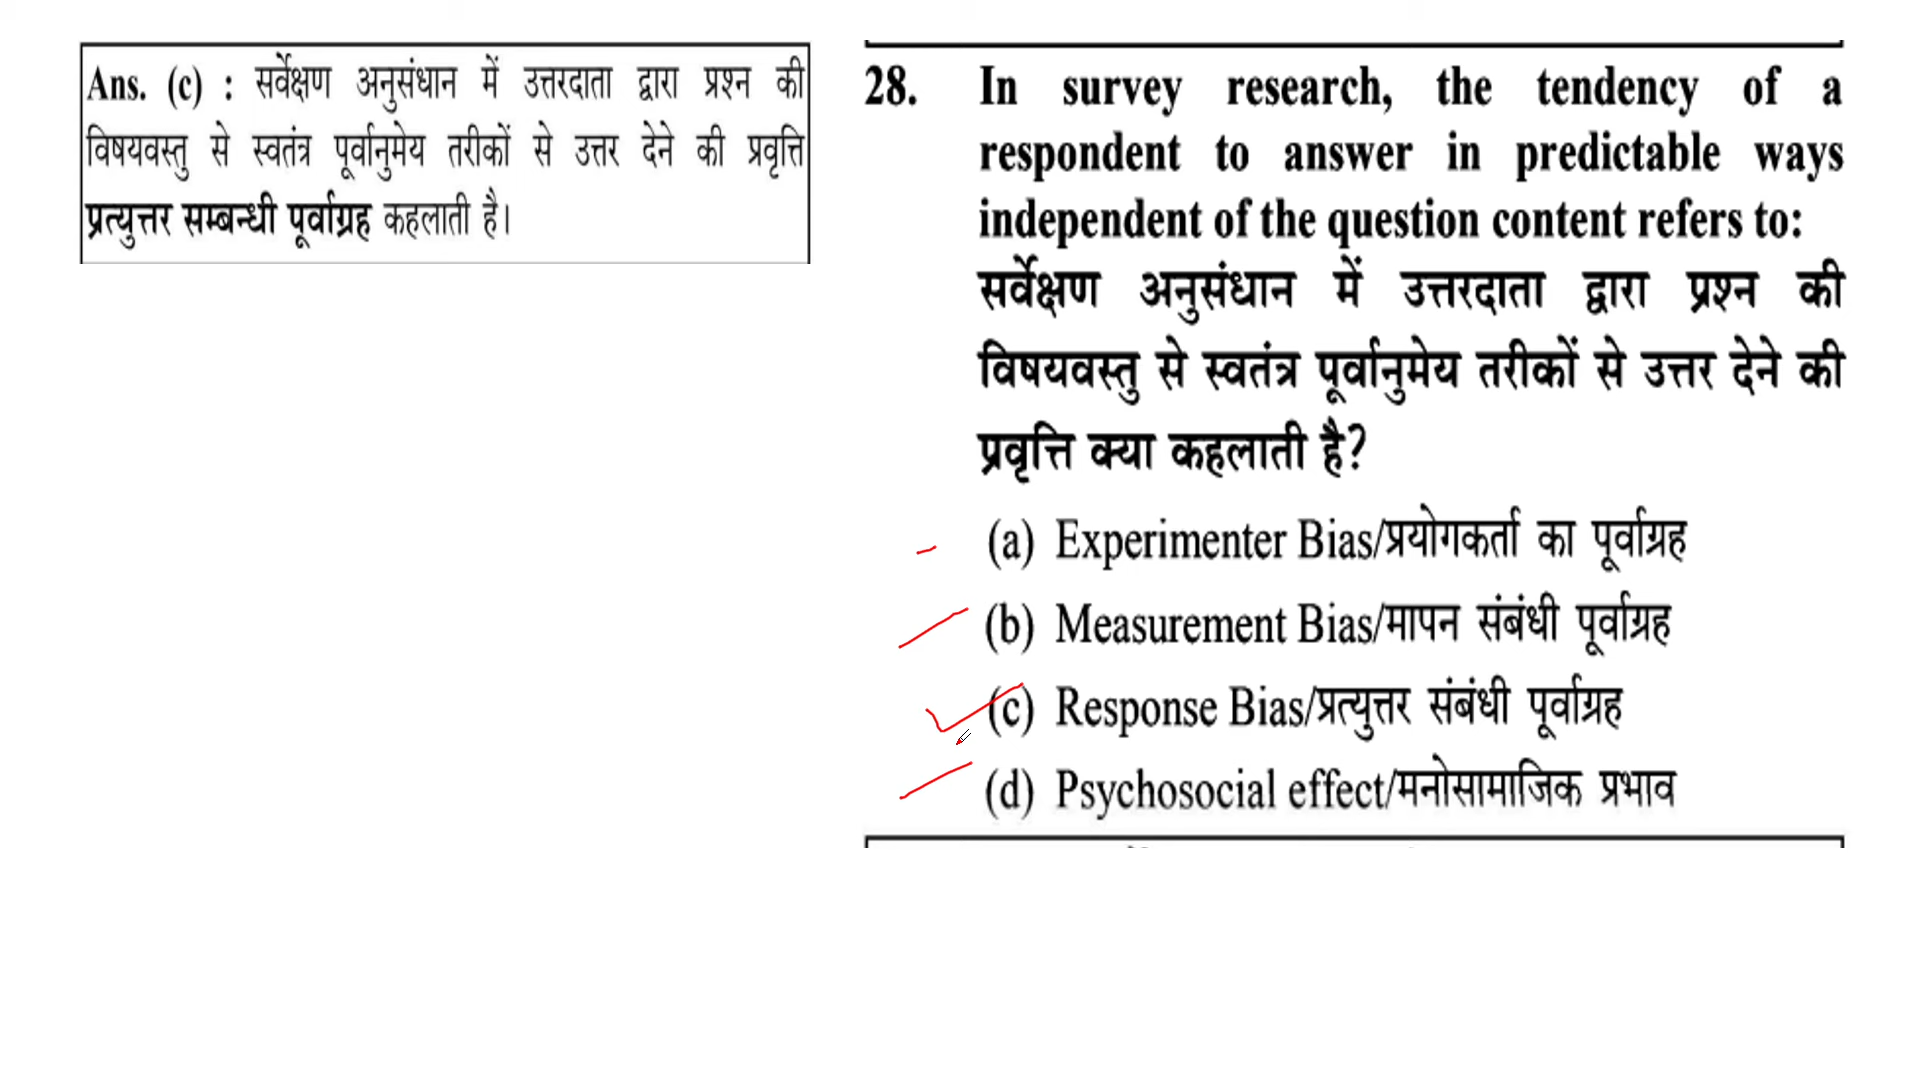 Ans. (c) : सर्वेक्षण अनुसंधान में उत्तरदाता द्वारा प्रश्न की
विषयवस्तु से स्वतंत्र पूर्वानुमेय तरीकों से उत्तर देने की प्रवृत्ति
प्रत्युत्तर सम्बन्धी पूर्वाग्रह कहलाती है।
28. In survey research, the tendency of a
respondent to answer in predictable ways
independent of the question content refers to:
सर्वेक्षण अनुसंधान में उत्तरदाता द्वारा प्रश्न की
विषयवस्तु से स्वतंत्र पूर्वानुमेय तरीकों से उत्तर देने की
प्रवृत्ति क्या कहलाती है?
(a) Experimenter Bias/प्रयोगकर्ता का पूर्वाग्रह
(b) Measurement Bias/मापन संबंधी पूर्वाग्रह
(c) Response Bias/प्रत्युत्तर संबंधी पूर्वाग्रह
(d) Psychosocial effect/मनोसामाजिक प्रभाव